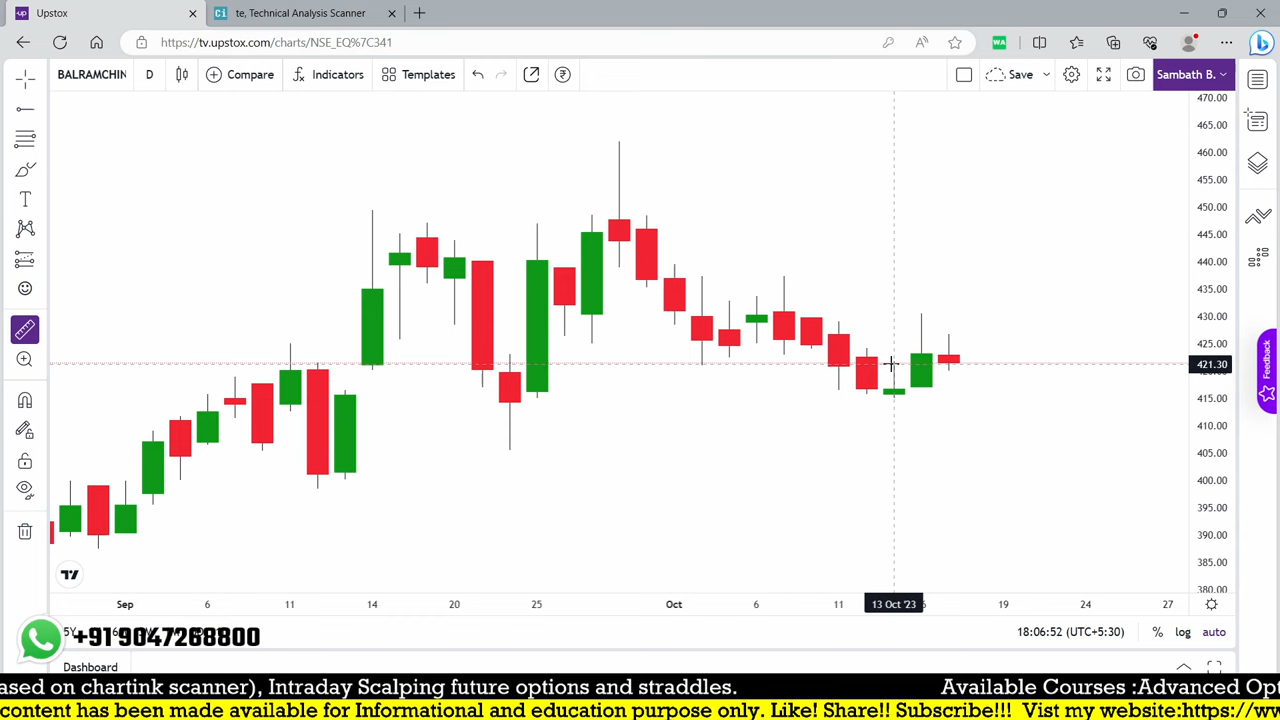 Upstox
te, Technical Analysis Scanner
https://tv.upstox.com/charts/NSE_EQ%7C341
BALRAMCHIN D Compare Indicators Templates Save Sambath B.
470.00
465.00
460.00
455.00
450.00
445.00
440.00
435.00
430.00
425.00
421.30
415.00
410.00
405.00
400.00
395.00
390.00
385.00
380.00
Feedback
Sep 6 11 14 20 25 Oct 6 11 13 Oct '23 19 24 27
+91 9047268800
18:06:52 (UTC+5:30) % log auto
Dashboard
ased on chartink scanner), Intraday Scalping future options and straddles. Available Courses :Advanced Opt
content has been made available for Informational and education purpose only. Like! Share!! Subscribe!!! Vist my website:https://ww